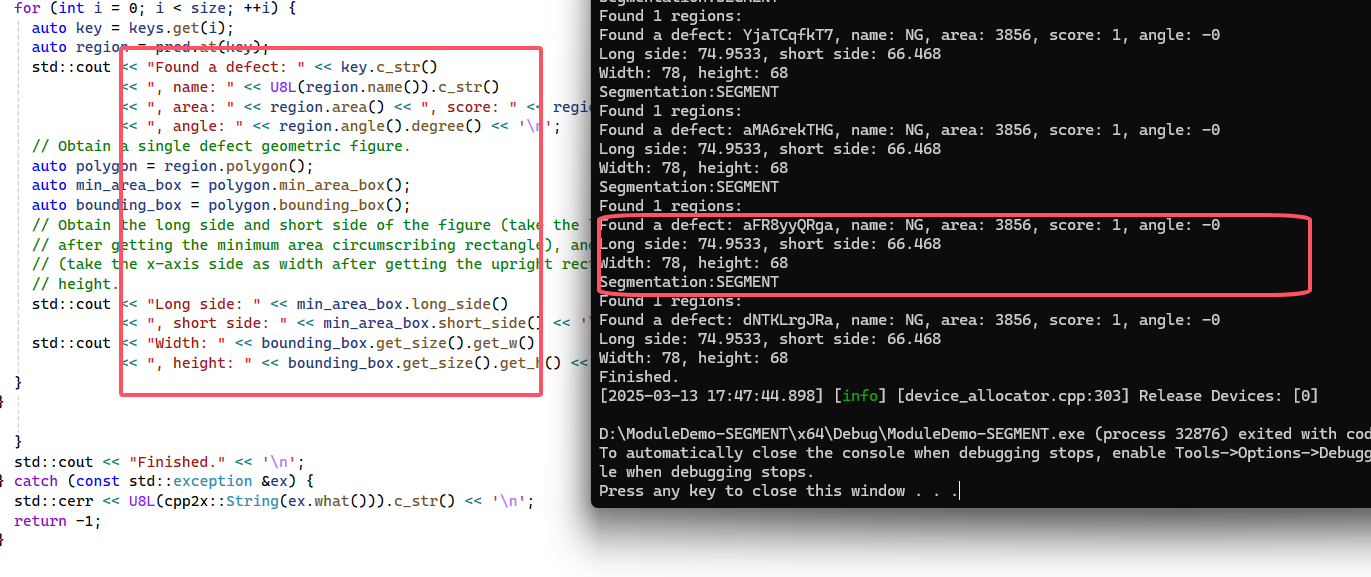 for (int i = 0; i < size; ++i) {
auto key = keys.get(i);
auto region = pred.at(key);
std::cout << "Found a defect: " << key.c_str()
<< ", name: " << U8L(region.name()).c_str()
<< ", area: " << region.area() << ", score: " << regi
<< ", angle: " << region.angle().degree() << '\n';
// Obtain a single defect geometric figure.
auto polygon = region.polygon();
auto min_area_box = polygon.min_area_box();
auto bounding_box = polygon.bounding_box();
// Obtain the long side and short side of the figure (take the
// after getting the minimum area circumscribing rectangle), an
// (take the x-axis side as width after getting the upright rec
// height.
std::cout << "Long side: " << min_area_box.long_side()
<< ", short side: " << min_area_box.short_side() << '
std::cout << "Width: " << bounding_box.get_size().get_w()
<< ", height: " << bounding_box.get_size().get_h() <<
}
}
}
std::cout << "Finished." << '\n';
} catch (const std::exception &ex) {
std::cerr << U8L(cpp2x::String(ex.what())).c_str() << '\n';
return -1;
}
Segmentation:SEGMENT
Found 1 regions:
Found a defect: YjaTCqfkT7, name: NG, area: 3856, score: 1, angle: -0
Long side: 74.9533, short side: 66.468
Width: 78, height: 68
Segmentation:SEGMENT
Found 1 regions:
Found a defect: aMA6rekTHG, name: NG, area: 3856, score: 1, angle: -0
Long side: 74.9533, short side: 66.468
Width: 78, height: 68
Segmentation:SEGMENT
Found 1 regions:
Found a defect: aFR8yyQRga, name: NG, area: 3856, score: 1, angle: -0
Long side: 74.9533, short side: 66.468
Width: 78, height: 68
Segmentation:SEGMENT
Found 1 regions:
Found a defect: dNTKLrgJRa, name: NG, area: 3856, score: 1, angle: -0
Long side: 74.9533, short side: 66.468
Width: 78, height: 68
Finished.
[2025-03-13 17:47:44.898] [info] [device_allocator.cpp:303] Release Devices: [0]
D:\ModuleDemo-SEGMENT\x64\Debug\ModuleDemo-SEGMENT.exe (process 32876) exited with cod
To automatically close the console when debugging stops, enable Tools->Options->Debugg
le when debugging stops.
Press any key to close this window . . .